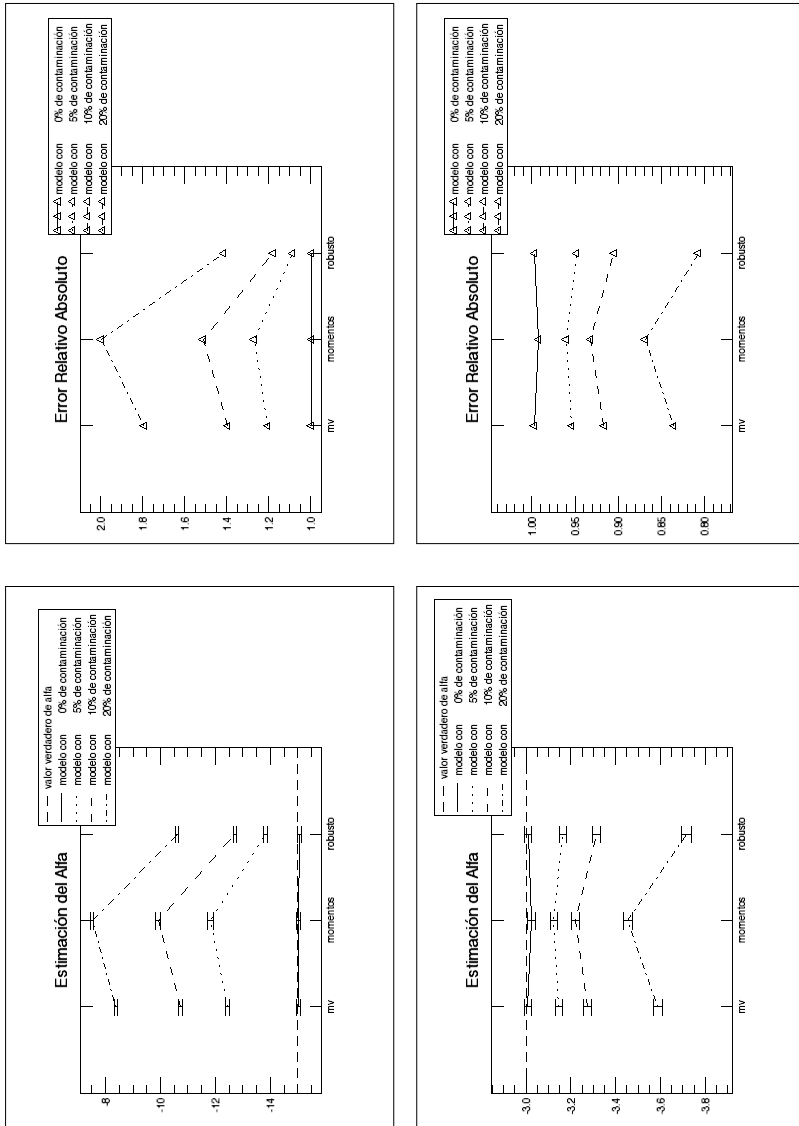 Error Relativo Absoluto
modelo con 0% de contaminación
modelo con 5% de contaminación
modelo con 10% de contaminación
modelo con 20% de contaminación
2.0
1.8
1.6
1.4
1.2
1.0
mv momentos robusto
Error Relativo Absoluto
modelo con 0% de contaminación
modelo con 5% de contaminación
modelo con 10% de contaminación
modelo con 20% de contaminación
1.00
0.95
0.90
0.85
0.80
mv momentos robusto
Estimación del Alfa
valor verdadero de alfa
modelo con 0% de contaminación
modelo con 5% de contaminación
modelo con 10% de contaminación
modelo con 20% de contaminación
-8
-10
-12
-14
mv momentos robusto
Estimación del Alfa
valor verdadero de alfa
modelo con 0% de contaminación
modelo con 5% de contaminación
modelo con 10% de contaminación
modelo con 20% de contaminación
-3.0
-3.2
-3.4
-3.6
-3.8
mv momentos robusto